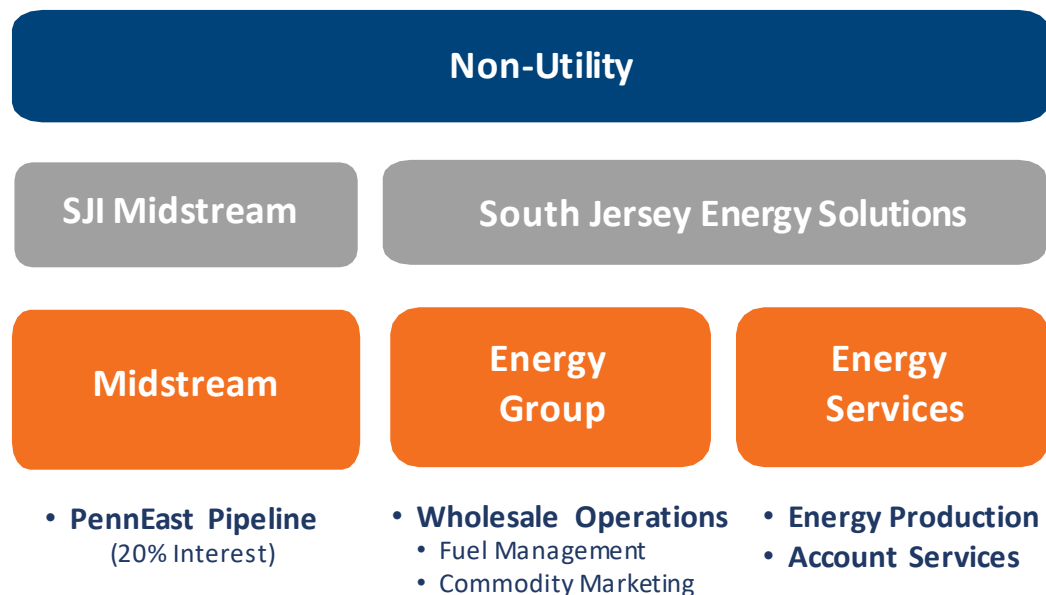 Non-Utility
SJI Midstream
South Jersey Energy Solutions
Midstream
Energy
Group
Energy
Services
• PennEast Pipeline
(20% Interest)
• Wholesale Operations
• Fuel Management
• Commodity Marketing
• Energy Production
• Account Services